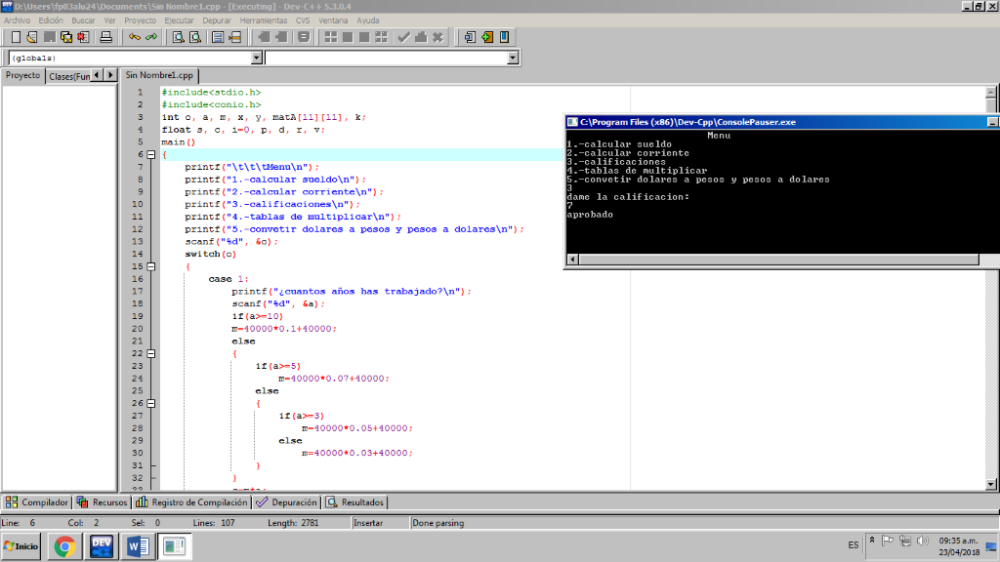 D:\Users\fp03alu24\Documents\Sin Nombre1.cpp - [Executing] - Dev-C++ 5.3.0.4
Archivo Edición Buscar Ver Proyecto Ejecutar Depurar Herramientas CVS Ventana Ayuda
(globals)
Proyecto Clases(Fun
Sin Nombre1.cpp
1 #include<stdio.h>
2 #include<conio.h>
3 int o, a, m, x, y, matA[11][11], k;
4 float s, c, i=0, p, d, r, v;
5 main()
6 {
7 printf("\t\t\tMenu\n");
8 printf("1.-calcular sueldo\n");
9 printf("2.-calcular corriente\n");
10 printf("3.-calificaciones\n");
11 printf("4.-tablas de multiplicar\n");
12 printf("5.-convetir dolares a pesos y pesos a dolares\n");
13 scanf("%d", &o);
14 switch(o)
15 {
16 case 1:
17 printf("¿cuantos años has trabajado?\n");
18 scanf("%d", &a);
19 if(a>=10)
20 m=40000*0.1+40000;
21 else
22 {
23 if(a>=5)
24 m=40000*0.07+40000;
25 else
26 {
27 if(a>=3)
28 m=40000*0.05+40000;
29 else
30 m=40000*0.03+40000;
31 }
32 }
C:\Program Files (x86)\Dev-Cpp\ConsolePauser.exe
Menu
1.-calcular sueldo
2.-calcular corriente
3.-calificaciones
4.-tablas de multiplicar
5.-convetir dolares a pesos y pesos a dolares
3
dame la calificacion:
7
aprobado
Compilador Recursos Registro de Compilación Depuración Resultados
Line: 6 Col: 2 Sel: 0 Lines: 107 Length: 2781 Insertar Done parsing
Inicio DEV W ES 09:35 a.m.
23/04/2018